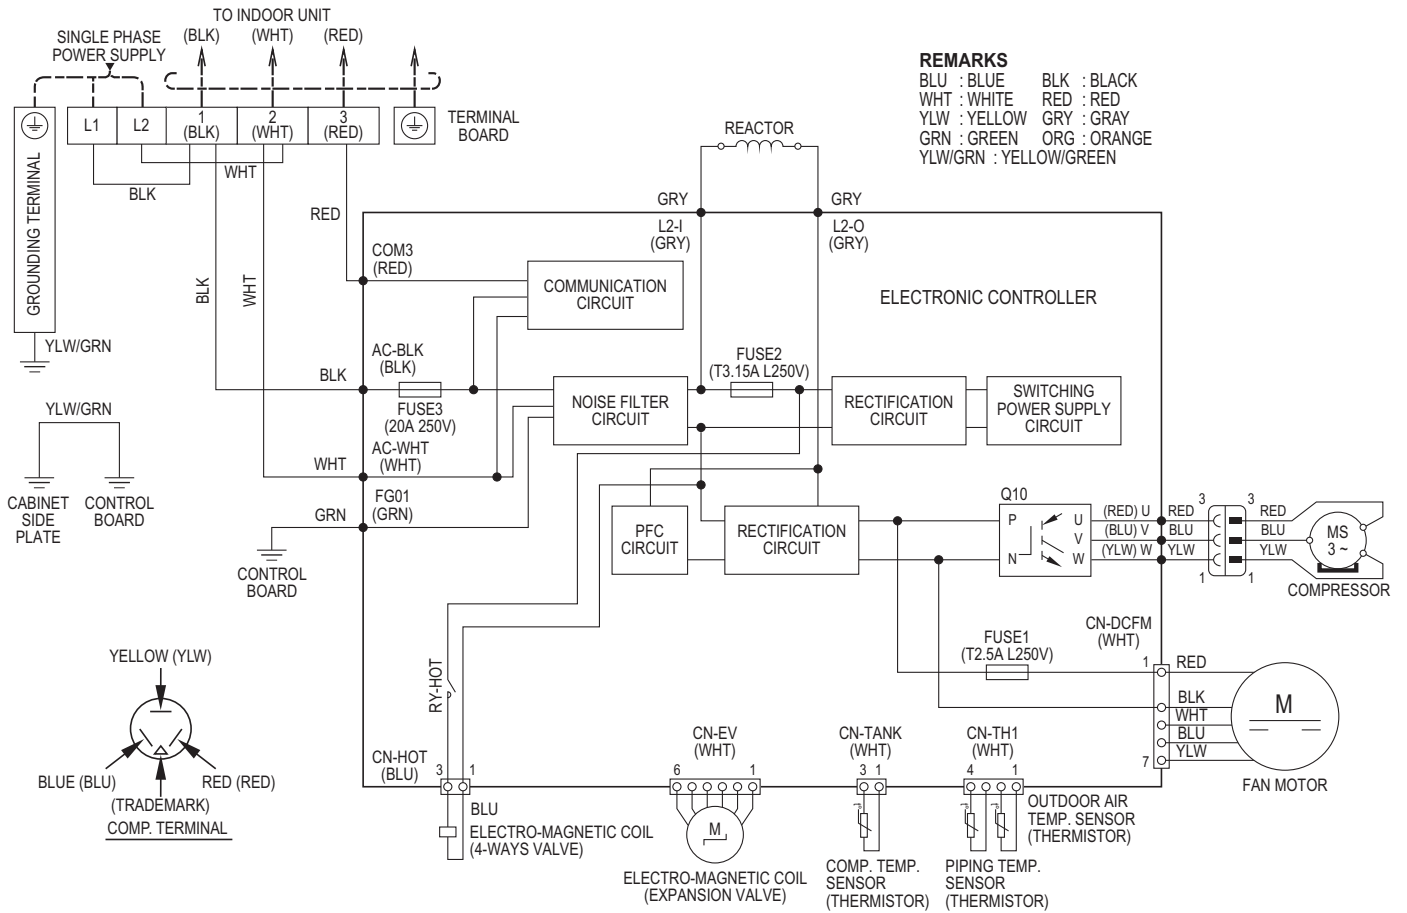 TO INDOOR UNIT
SINGLE PHASE
POWER SUPPLY
(BLK)
(WHT)
(RED)
REMARKS
BLU : BLUE BLK : BLACK
WHT : WHITE RED : RED
YLW : YELLOW GRY : GRAY
GRN : GREEN ORG : ORANGE
YLW/GRN : YELLOW/GREEN
L1
L2
1
(BLK)
2
(WHT)
3
(RED)
TERMINAL
BOARD
GROUNDING TERMINAL
WHT
BLK
RED
BLK
WHT
YLW/GRN
REACTOR
GRY
GRY
L2-I
(GRY)
L2-O
(GRY)
COM3
(RED)
COMMUNICATION
CIRCUIT
ELECTRONIC CONTROLLER
AC-BLK
(BLK)
BLK
FUSE3
(20A 250V)
NOISE FILTER
CIRCUIT
FUSE2
(T3.15A L250V)
RECTIFICATION
CIRCUIT
SWITCHING
POWER SUPPLY
CIRCUIT
YLW/GRN
CABINET
SIDE
PLATE
CONTROL
BOARD
AC-WHT
(WHT)
WHT
FG01
(GRN)
GRN
CONTROL
BOARD
PFC
CIRCUIT
RECTIFICATION
CIRCUIT
Q10
P
N
U
V
W
(RED) U
(BLU) V
(YLW) W
RED
BLU
YLW
3
3
1
1
RED
BLU
YLW
MS
3 ~
COMPRESSOR
FUSE1
(T2.5A L250V)
CN-DCFM
(WHT)
1
7
RED
BLK
WHT
BLU
YLW
M
FAN MOTOR
YELLOW (YLW)
BLUE (BLU)
RED (RED)
(TRADEMARK)
COMP. TERMINAL
RY-HOT
CN-HOT
(BLU)
3
1
BLU
ELECTRO-MAGNETIC COIL
(4-WAYS VALVE)
CN-EV
(WHT)
6
1
M
ELECTRO-MAGNETIC COIL
(EXPANSION VALVE)
CN-TANK
(WHT)
3 1
COMP. TEMP.
SENSOR
(THERMISTOR)
CN-TH1
(WHT)
4
1
PIPING TEMP.
SENSOR
(THERMISTOR)
OUTDOOR AIR
TEMP. SENSOR
(THERMISTOR)